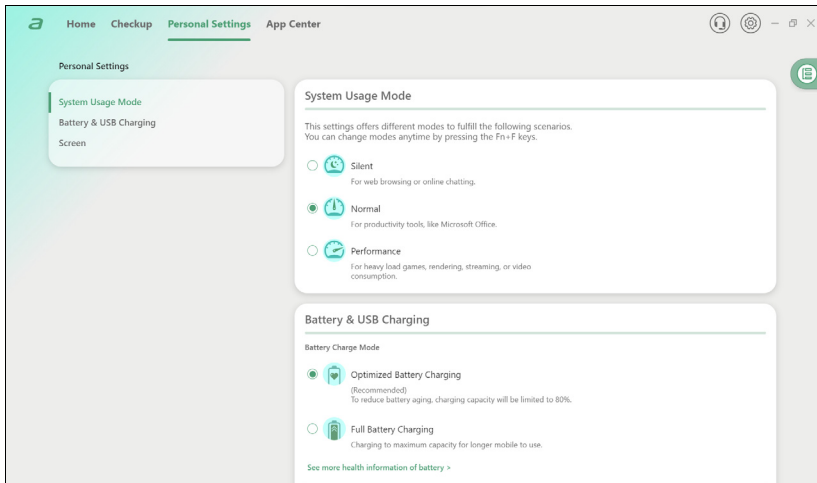 a Home Checkup Personal Settings App Center
Personal Settings
System Usage Mode
Battery & USB Charging
Screen
System Usage Mode
This settings offers different modes to fulfill the following scenarios.
You can change modes anytime by pressing the Fn+F keys.
Silent
For web browsing or online chatting.
Normal
For productivity tools, like Microsoft Office.
Performance
For heavy load games, rendering, streaming, or video
consumption.
Battery & USB Charging
Battery Charge Mode
Optimized Battery Charging
(Recommended)
To reduce battery aging, charging capacity will be limited to 80%.
Full Battery Charging
Charging to maximum capacity for longer mobile to use.
See more health information of battery >